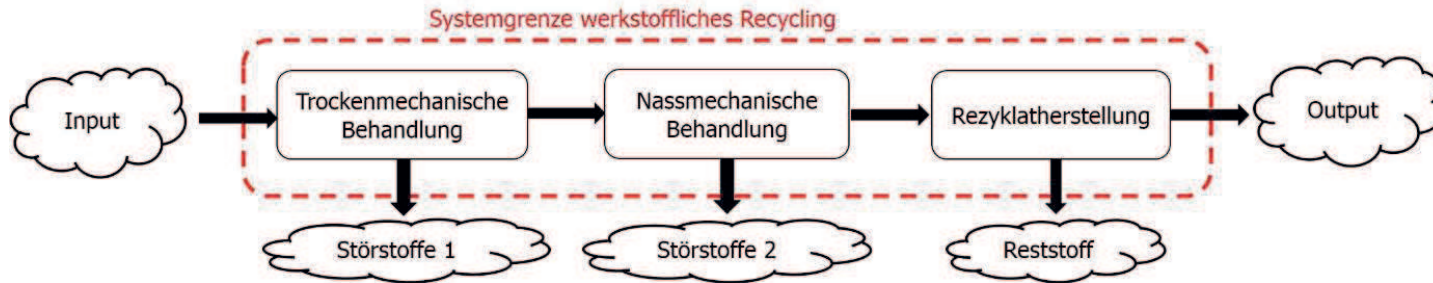 Systemgrenze werkstoffliches Recycling
Input
Trockenmechanische
Behandlung
Nassmechanische
Behandlung
Rezyklatherstellung
Output
Störstoffe 1
Störstoffe 2
Reststoff